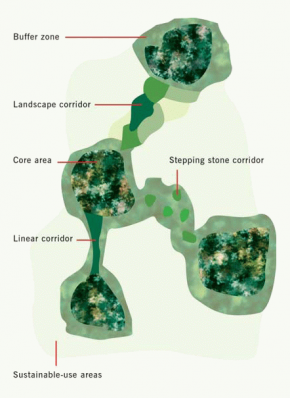 Buffer zone
Landscape corridor
Core area
Stepping stone corridor
Linear corridor
Sustainable-use areas